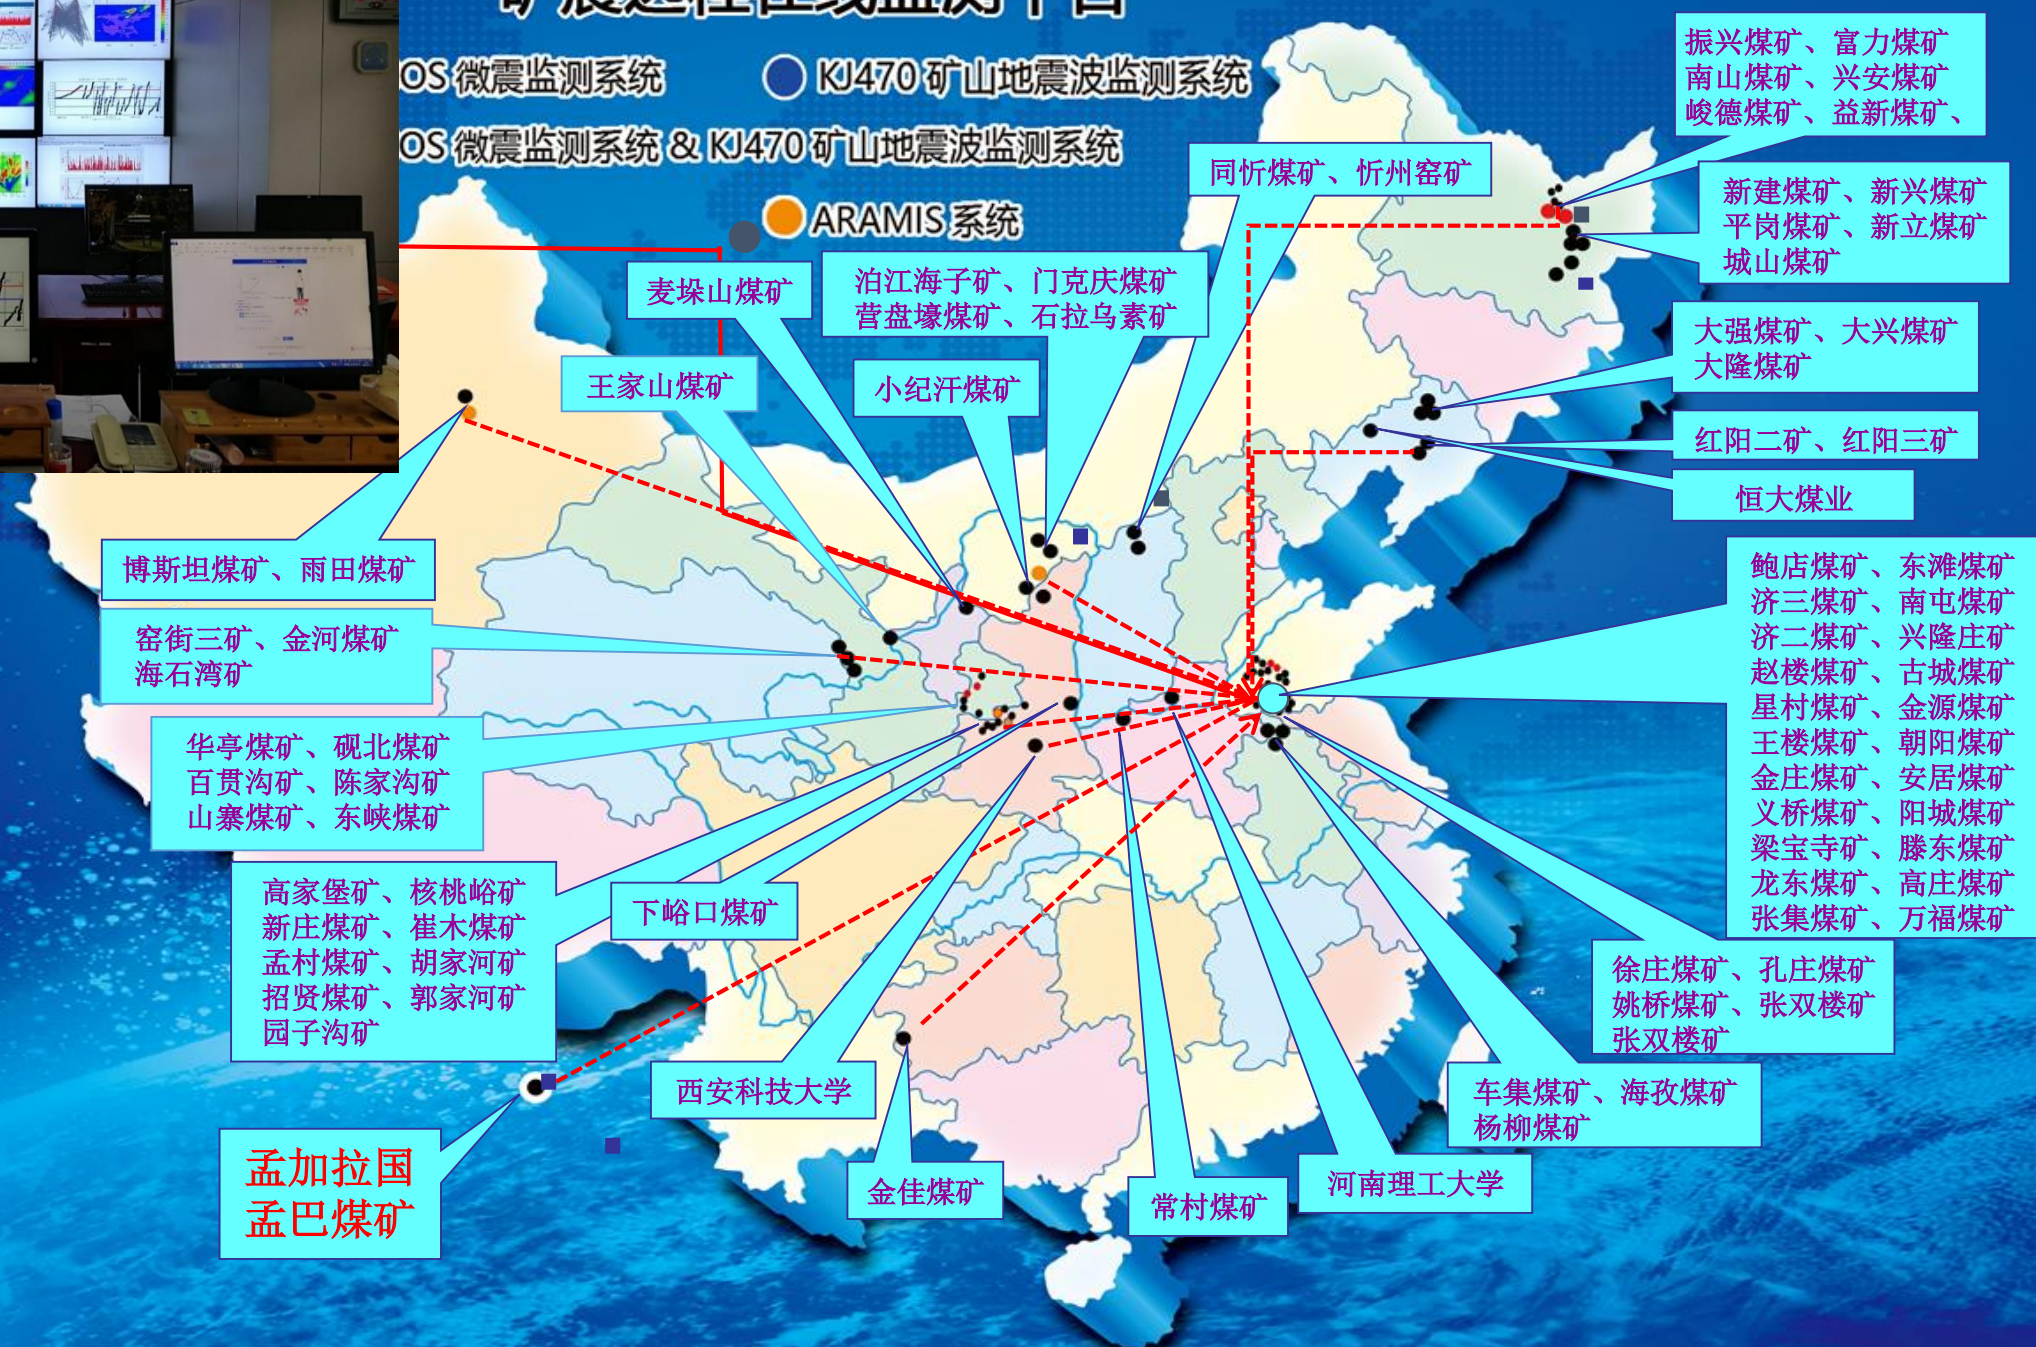 矿震远程在线监测平台
OS 微震监测系统
KJ470 矿山地震波监测系统
OS 微震监测系统 & KJ470 矿山地震波监测系统
ARAMIS 系统
振兴煤矿、富力煤矿
南山煤矿、兴安煤矿
峻德煤矿、益新煤矿、
同忻煤矿、忻州窑矿
新建煤矿、新兴煤矿
平岗煤矿、新立煤矿
城山煤矿
麦垛山煤矿
泊江海子矿、门克庆煤矿
营盘壕煤矿、石拉乌素矿
大强煤矿、大兴煤矿
大隆煤矿
王家山煤矿
小纪汗煤矿
红阳二矿、红阳三矿
恒大煤业
博斯坦煤矿、雨田煤矿
鲍店煤矿、东滩煤矿
济三煤矿、南屯煤矿
济二煤矿、兴隆庄矿
赵楼煤矿、古城煤矿
星村煤矿、金源煤矿
王楼煤矿、朝阳煤矿
金庄煤矿、安居煤矿
义桥煤矿、阳城煤矿
梁宝寺矿、滕东煤矿
龙东煤矿、高庄煤矿
张集煤矿、万福煤矿
窑街三矿、金河煤矿
海石湾矿
华亭煤矿、砚北煤矿
百贯沟矿、陈家沟矿
山寨煤矿、东峡煤矿
高家堡矿、核桃峪矿
新庄煤矿、崔木煤矿
孟村煤矿、胡家河矿
招贤煤矿、郭家河矿
园子沟矿
下峪口煤矿
徐庄煤矿、孔庄煤矿
姚桥煤矿、张双楼矿
张双楼矿
西安科技大学
车集煤矿、海孜煤矿
杨柳煤矿
孟加拉国
孟巴煤矿
金佳煤矿
常村煤矿
河南理工大学